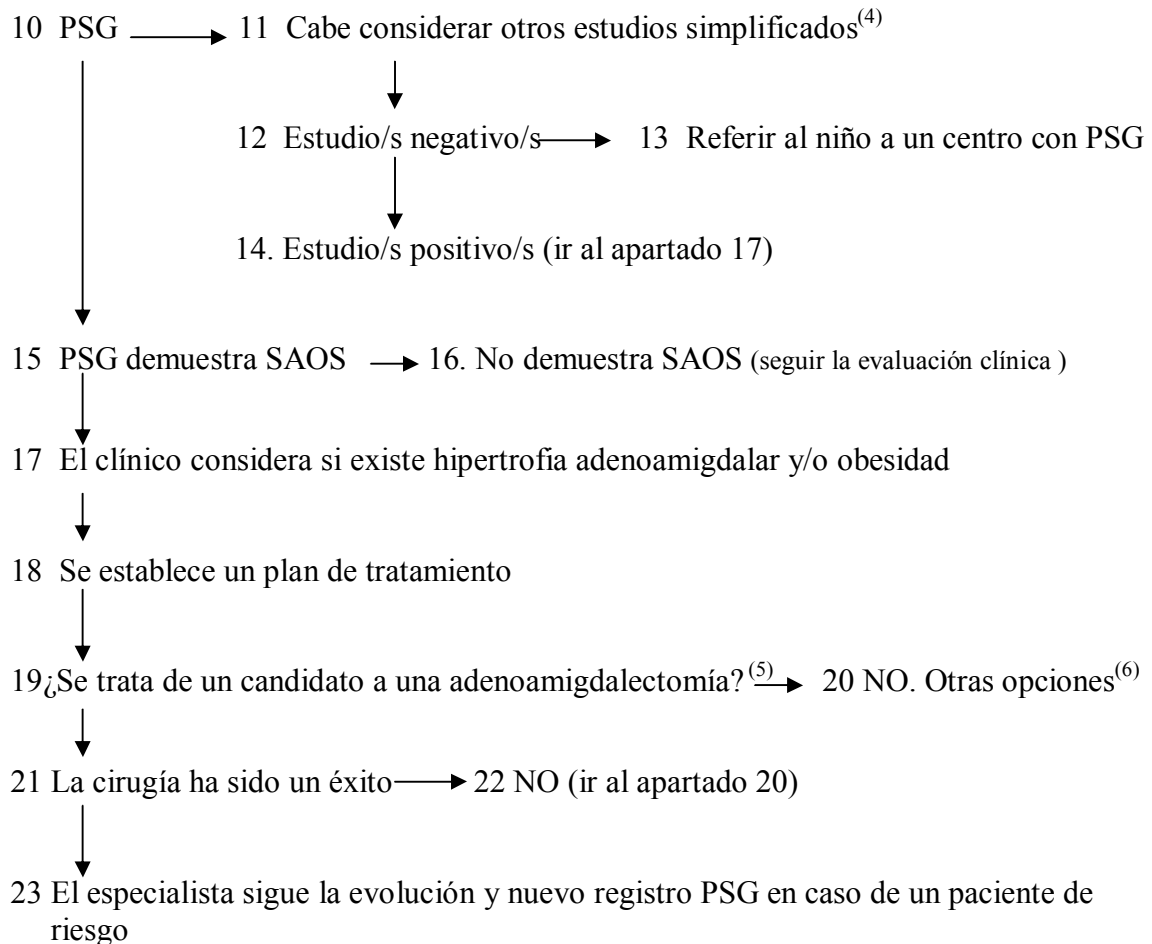 10 PSG 11 Cabe considerar otros estudios simplificados(4)
12 Estudio/s negativo/s 13 Referir al niño a un centro con PSG
14. Estudio/s positivo/s (ir al apartado 17)
15 PSG demuestra SAOS 16. No demuestra SAOS (seguir la evaluación clínica )
17 El clínico considera si existe hipertrofia adenoamigdalar y/o obesidad
18 Se establece un plan de tratamiento
19¿Se trata de un candidato a una adenoamigdalectomía?(5) 20 NO. Otras opciones(6)
21 La cirugía ha sido un éxito 22 NO (ir al apartado 20)
23 El especialista sigue la evolución y nuevo registro PSG en caso de un paciente de
riesgo